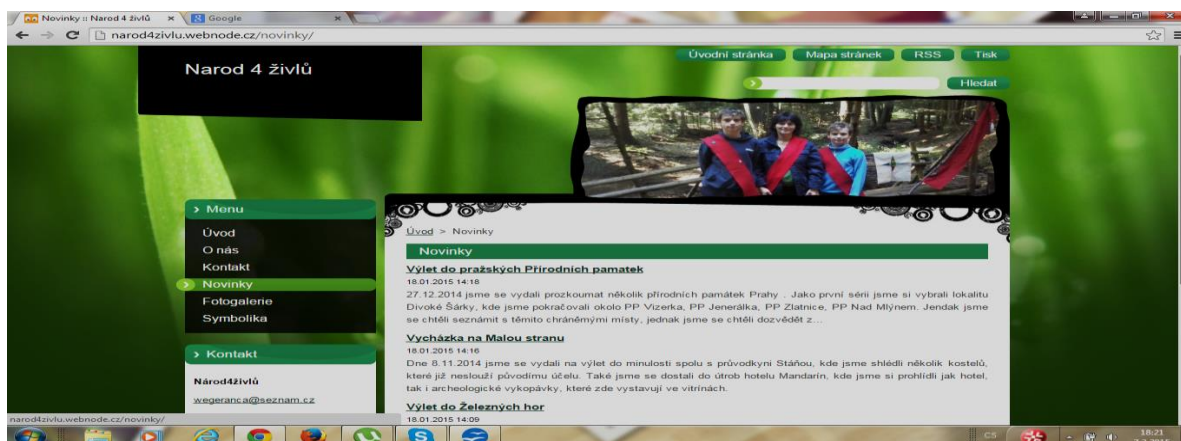 Novinky :: Narod 4 živlů
Google
narod4zivlu.webnode.cz/novinky/
Narod 4 živlů
Úvodní stránka
Mapa stránek
RSS
Tisk
Hledat
Menu
Úvod
O nás
Kontakt
Novinky
Fotogalerie
Symbolika
Kontakt
Národ4živlů
wegeranca@seznam.cz
Úvod > Novinky
Novinky
Výlet do pražských Přírodních pamatek
18.01.2015 14:18
27.12.2014 jsme se vydali prozkoumat několik přírodních památek Prahy . Jako první sérii jsme si vybrali lokalitu
Divoké Šárky, kde jsme pokračovali okolo PP Vizerka, PP Jenerálka, PP Zlatnice, PP Nad Mlýnem. Jendak jsme
se chtěli seznámit s těmito chráněnými místy, jednak jsme se chtěli dozvědět z...
Vycházka na Malou stranu
18.01.2015 14:16
Dne 8.11.2014 jsme se vydali na výlet do minulosti spolu s průvodkyni Stáňou, kde jsme shlédli několik kostelů,
které již neslouží původímu účelu. Také jsme se dostali do útrob hotelu Mandarín, kde jsme si prohlídli jak hotel,
tak i archeologické vykopávky, které zde vystavují ve vitrínách.
Výlet do Železných hor
18.01.2015 14:09
narod4zivlu.webnode.cz/novinky/
CS
18:21